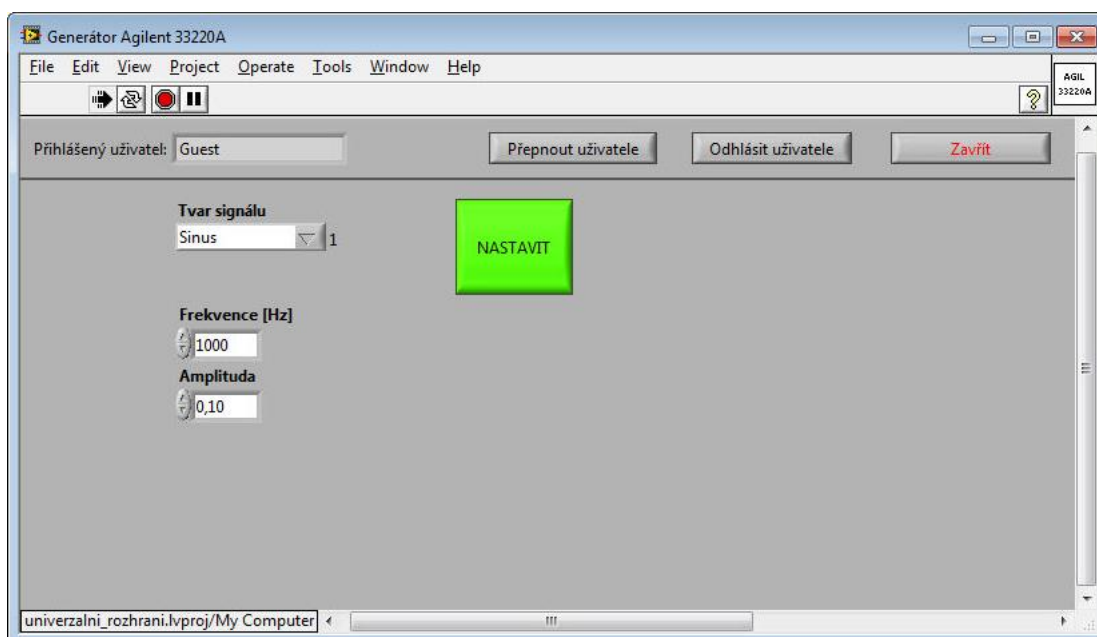 Generátor Agilent 33220A
File Edit View Project Operate Tools Window Help
AGIL
33220A
Přihlášený uživatel: Guest Přepnout uživatele Odhlásit uživatele Zavřít
Tvar signálu
Sinus 1
NASTAVIT
Frekvence [Hz]
1000
Amplituda
0,10
univerzalni_rozhrani.lvproj/My Computer